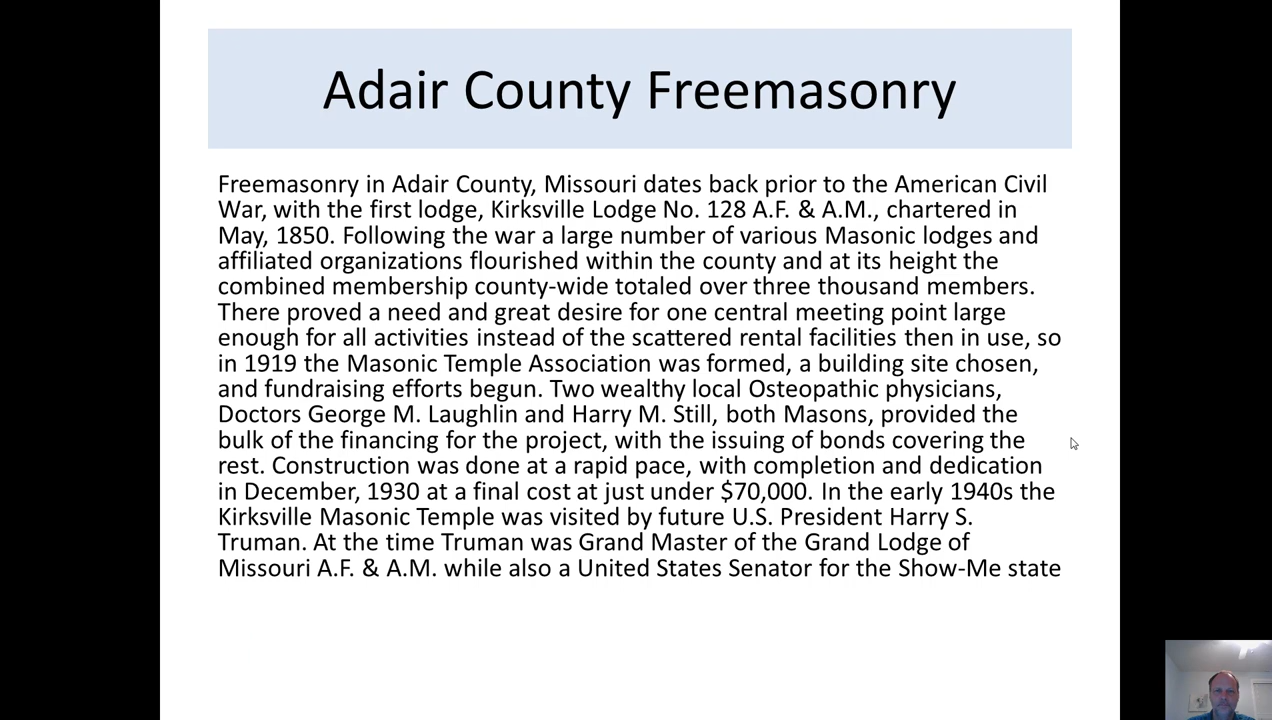 Adair County Freemasonry
Freemasonry in Adair County, Missouri dates back prior to the American Civil
War, with the first lodge, Kirksville Lodge No. 128 A.F. & A.M., chartered in
May, 1850. Following the war a large number of various Masonic lodges and
affiliated organizations flourished within the county and at its height the
combined membership county-wide totaled over three thousand members.
There proved a need and great desire for one central meeting point large
enough for all activities instead of the scattered rental facilities then in use, so
in 1919 the Masonic Temple Association was formed, a building site chosen,
and fundraising efforts begun. Two wealthy local Osteopathic physicians,
Doctors George M. Laughlin and Harry M. Still, both Masons, provided the
bulk of the financing for the project, with the issuing of bonds covering the
rest. Construction was done at a rapid pace, with completion and dedication
in December, 1930 at a final cost at just under $70,000. In the early 1940s the
Kirksville Masonic Temple was visited by future U.S. President Harry S.
Truman. At the time Truman was Grand Master of the Grand Lodge of
Missouri A.F. & A.M. while also a United States Senator for the Show-Me state